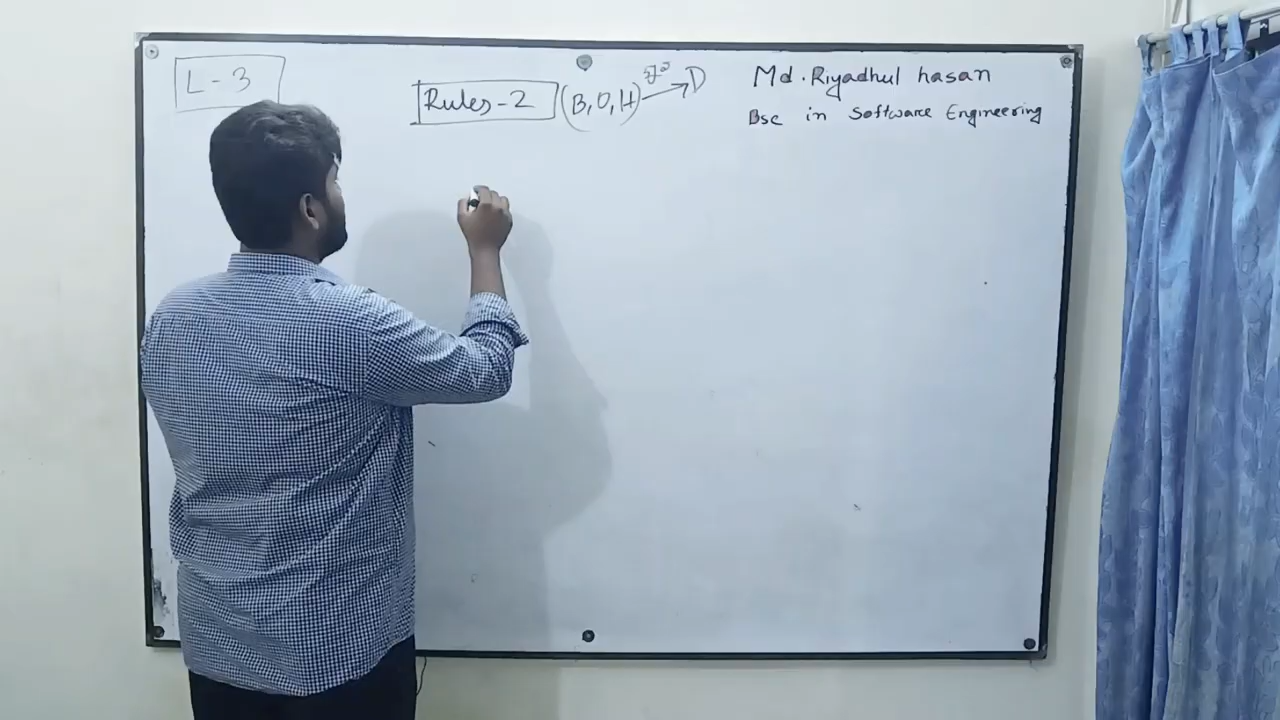 L - 3
Rules - 2 (B, O, H) থেকে → D
Md. Riyadhul hasan
Bsc in Software Engineering